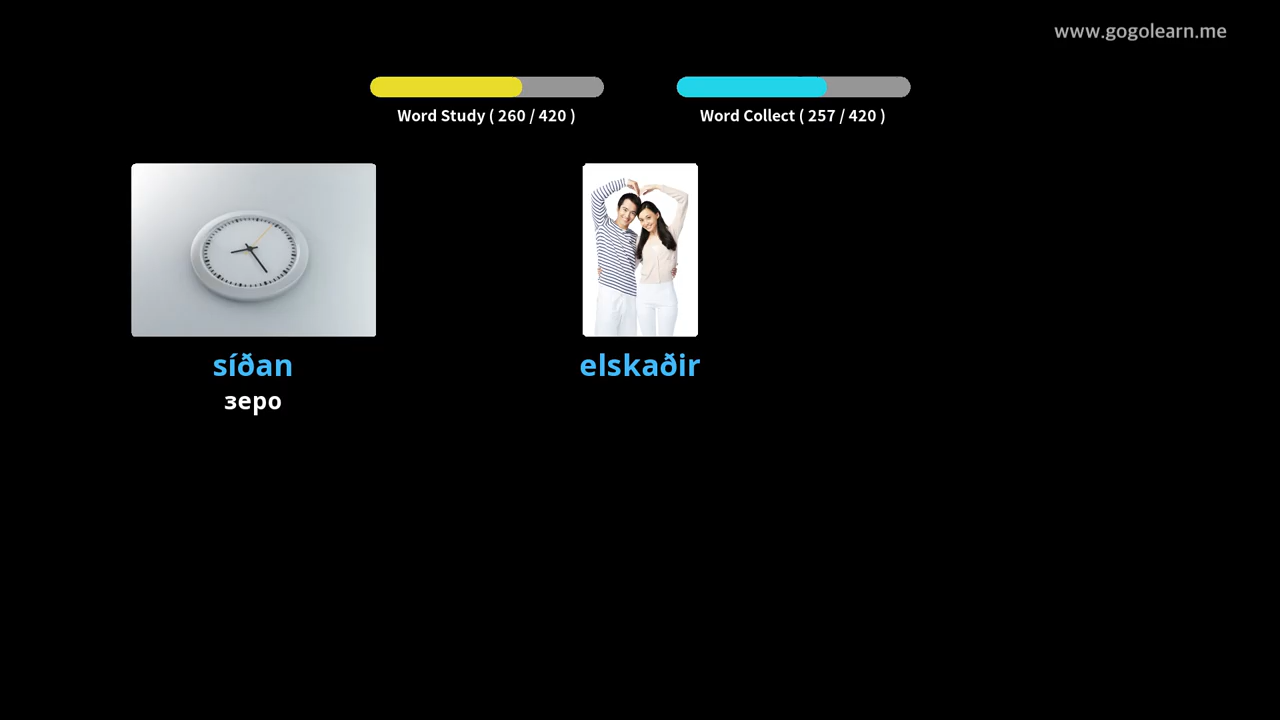 www.gogolearn.me
Word Study ( 260 / 420 )
Word Collect ( 257 / 420 )
síðan
зеро
elskaðir